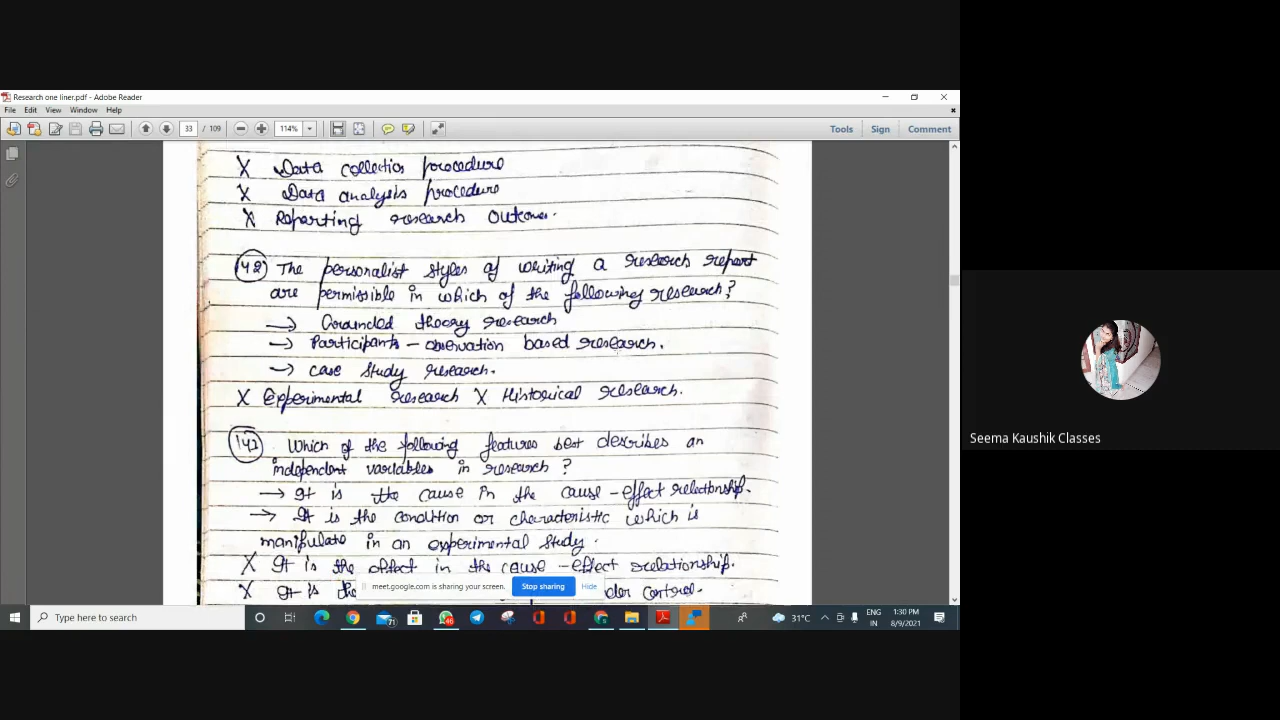 Research one liner.pdf - Adobe Reader
File Edit View Window Help
33 / 109 114% Tools Sign Comment
X Data collection procedure
X Data analysis procedure
X Reporting research outcome.
142 The personalist styles of writing a research report
are permissible in which of the following research?
→ Grounded theory research
→ Participants - observation based research.
→ case study research.
X Experimental research X Historical research.
Which of the following features best describes an
independent variables in research?
→ It is the cause in the cause - effect relationship.
→ It is the condition or characteristic which is
manipulate in an experimental study.
X It is the effect in the cause - effect relationship.
X It is the control.
meet.google.com is sharing your screen. Stop sharing Hide
Seema Kaushik Classes
Type here to search
71
46
31°C
ENG
IN
1:30 PM
8/9/2021